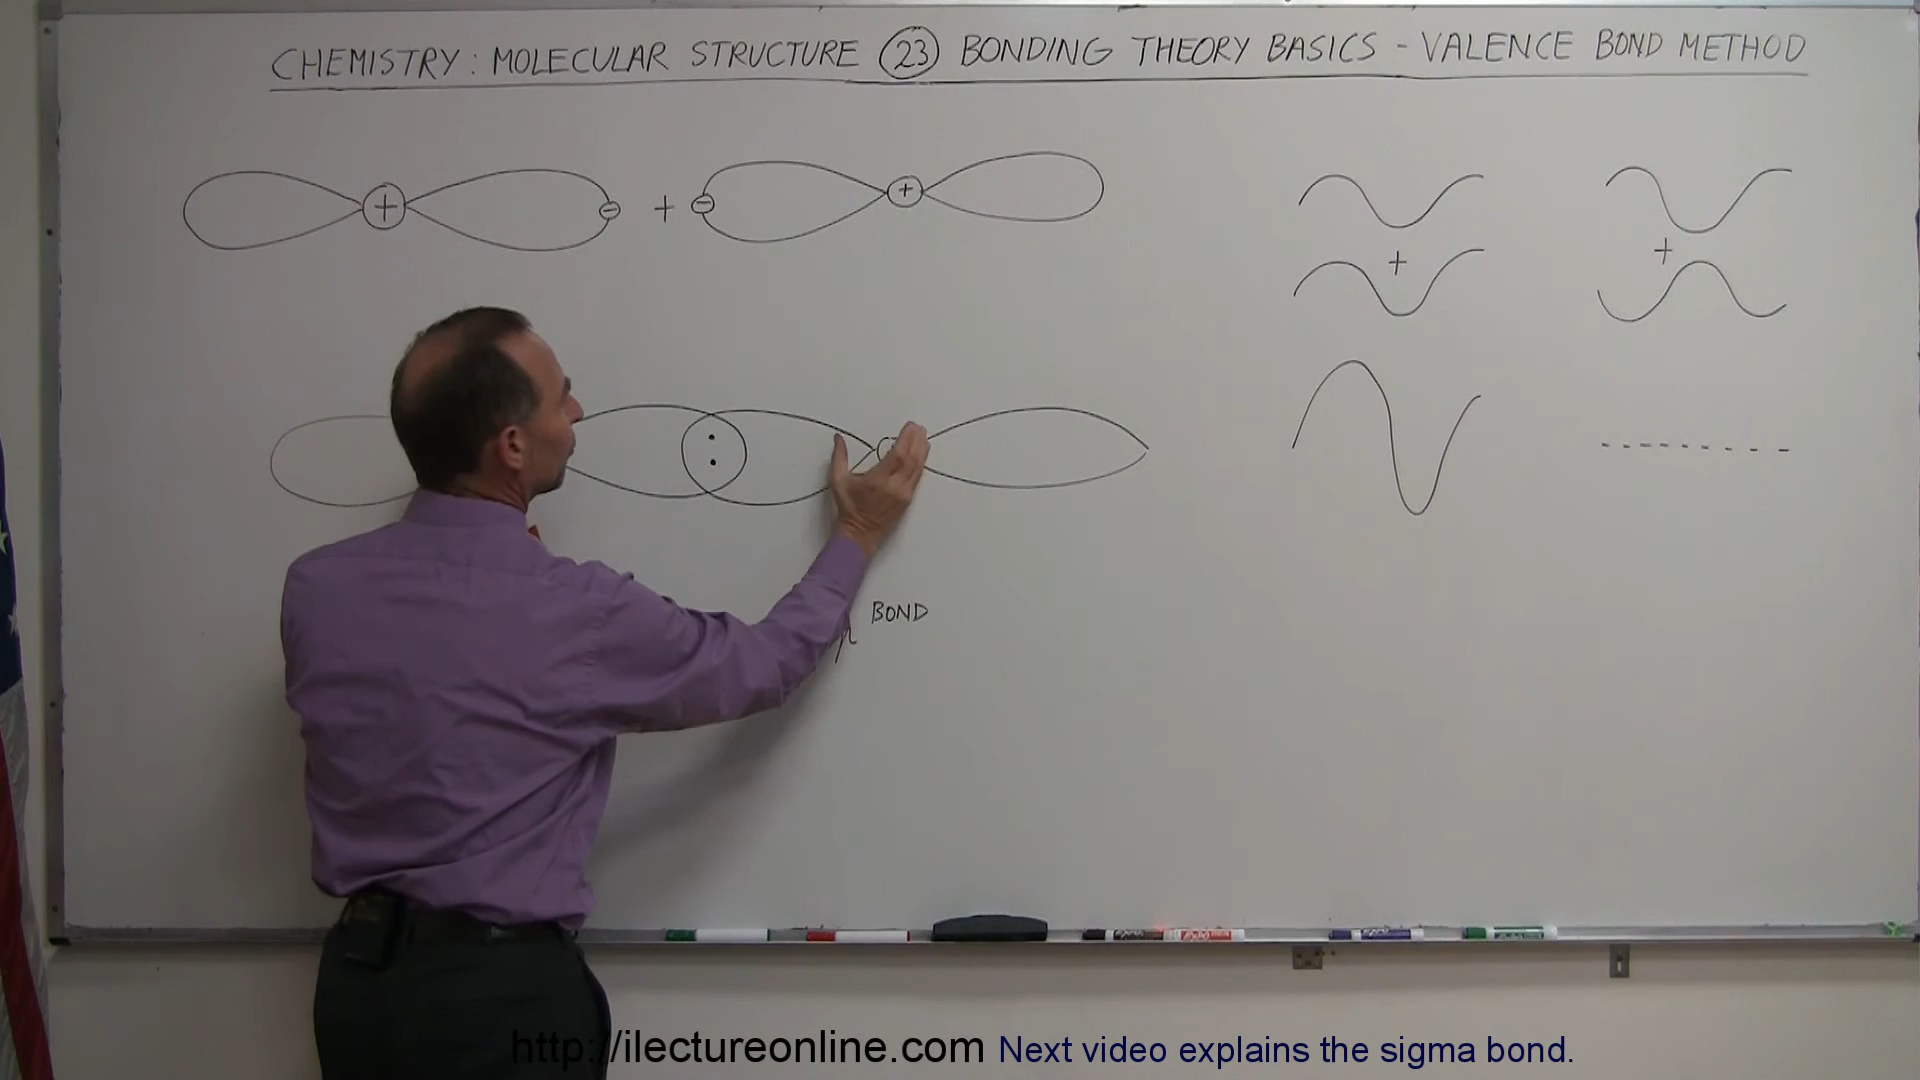 CHEMISTRY: MOLECULAR STRUCTURE 23 BONDING THEORY BASICS - VALENCE BOND METHOD
+ - + - +
+
+
BOND
http://ilectureonline.com Next video explains the sigma bond.